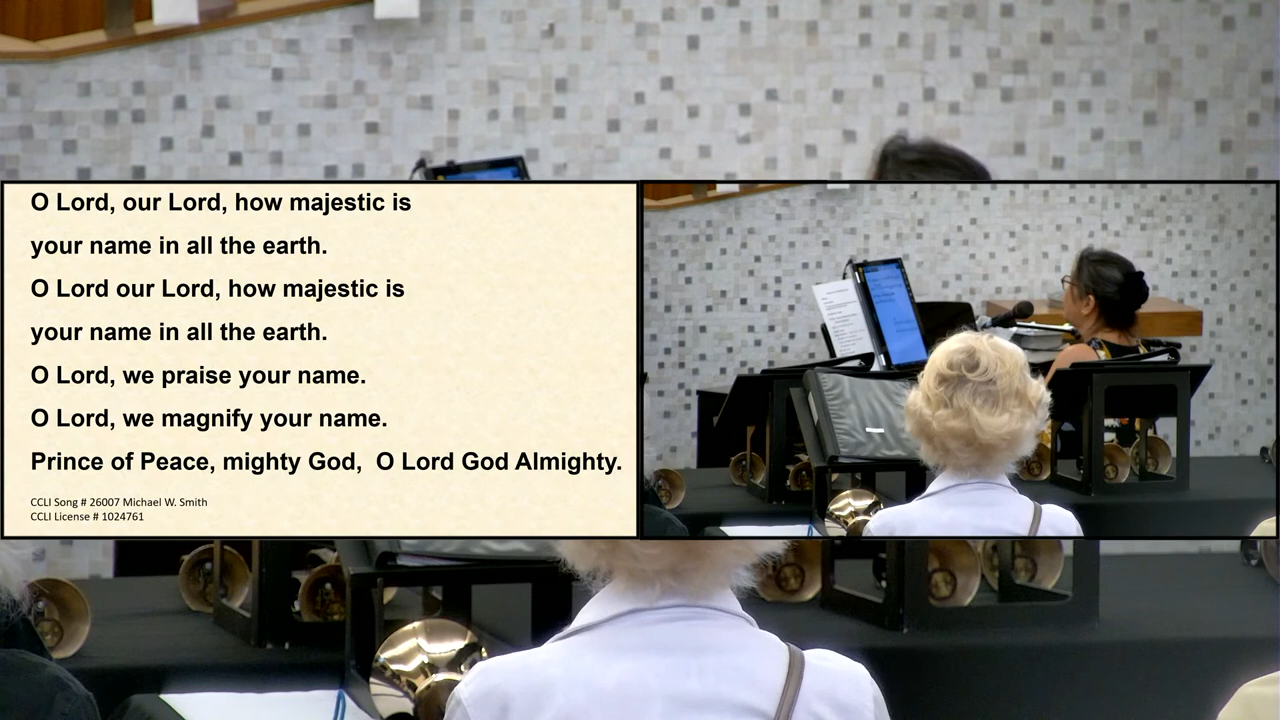 O Lord, our Lord, how majestic is
your name in all the earth.
O Lord our Lord, how majestic is
your name in all the earth.
O Lord, we praise your name.
O Lord, we magnify your name.
Prince of Peace, mighty God,  O Lord God Almighty.
CCLI Song # 26007 Michael W. Smith
CCLI License # 1024761